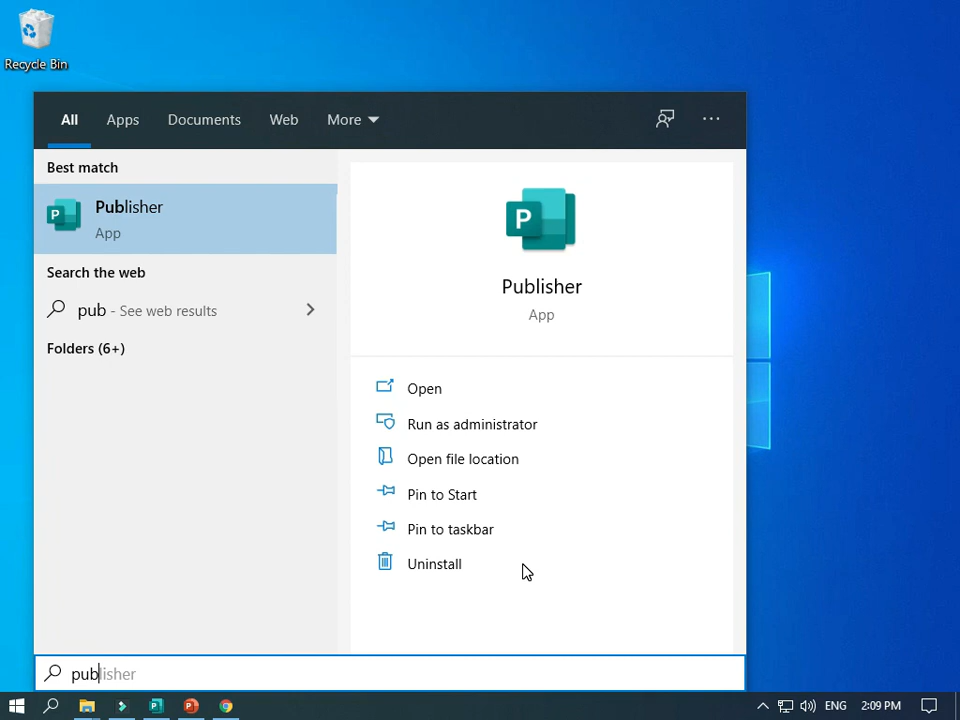 Recycle Bin
All Apps Documents Web More
Best match
Publisher
App
Search the web
pub - See web results
Folders (6+)
P
Publisher
App
Open
Run as administrator
Open file location
Pin to Start
Pin to taskbar
Uninstall
publisher
ENG 2:09 PM